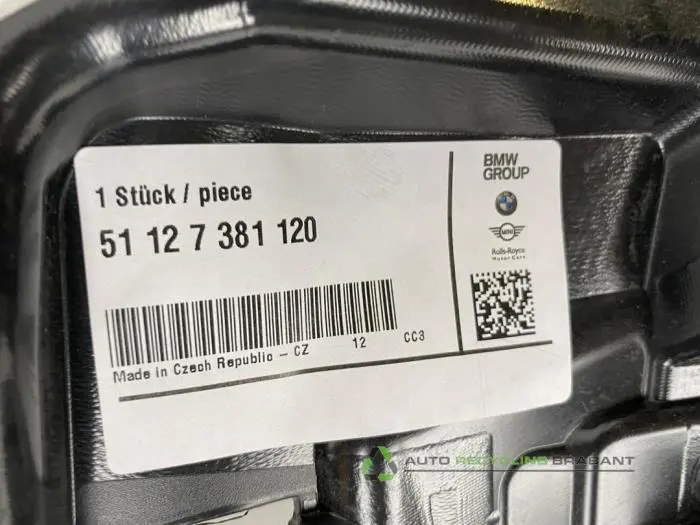 1 Stück / piece
51 12 7 381 120
Made in Czech Republic - CZ 12 CC3
BMW
GROUP
MINI
Rolls-Royce
Motor Cars
AUTO RECYCLING BRABANT